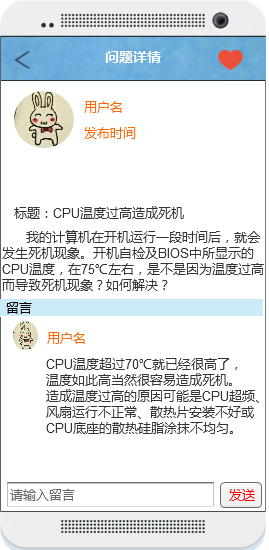 问题详情
用户名
发布时间
标题：CPU温度过高造成死机
我的计算机在开机运行一段时间后，就会
发生死机现象。开机自检及BIOS中所显示的
CPU温度，在75℃左右，是不是因为温度过高
而导致死机现象？如何解决？
留言
用户名
CPU温度超过70℃就已经很高了，
温度如此高当然很容易造成死机。
造成温度过高的原因可能是CPU超频、
风扇运行不正常、散热片安装不好或
CPU底座的散热硅脂涂抹不均匀。
请输入留言
发送